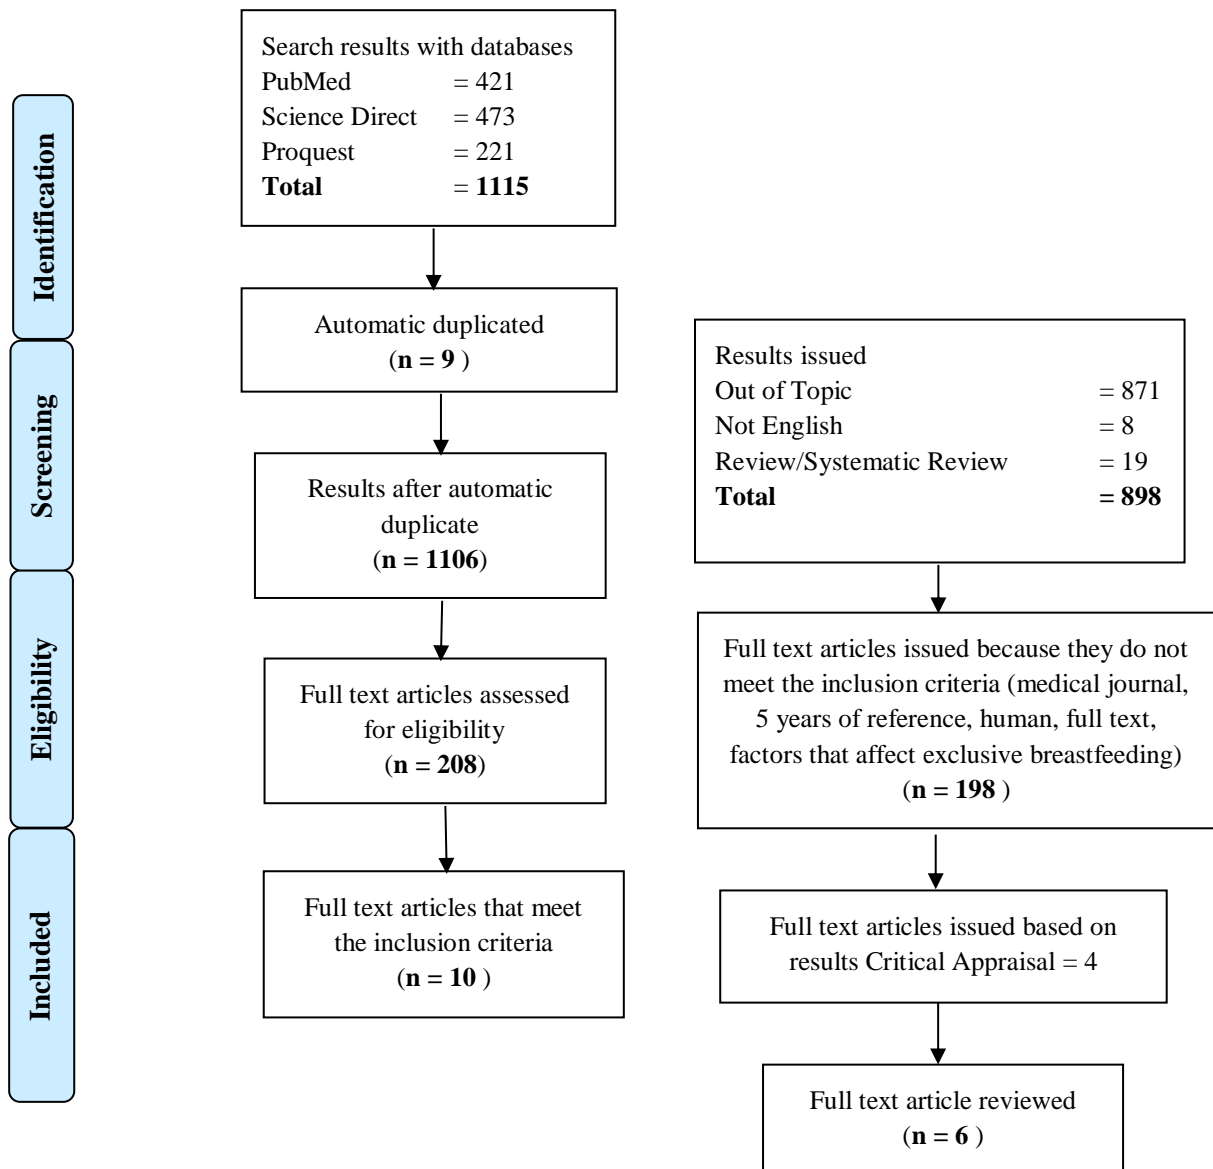 Identification
Screening
Eligibility
Included
Search results with databases
PubMed = 421
Science Direct = 473
Proquest = 221
Total = 1115
Automatic duplicated
(n = 9 )
Results after automatic
duplicate
(n = 1106)
Full text articles assessed
for eligibility
(n = 208)
Full text articles that meet
the inclusion criteria
(n = 10 )
Results issued
Out of Topic = 871
Not English = 8
Review/Systematic Review = 19
Total = 898
Full text articles issued because they do not
meet the inclusion criteria (medical journal,
5 years of reference, human, full text,
factors that affect exclusive breastfeeding)
(n = 198 )
Full text articles issued based on
results Critical Appraisal = 4
Full text article reviewed
(n = 6 )